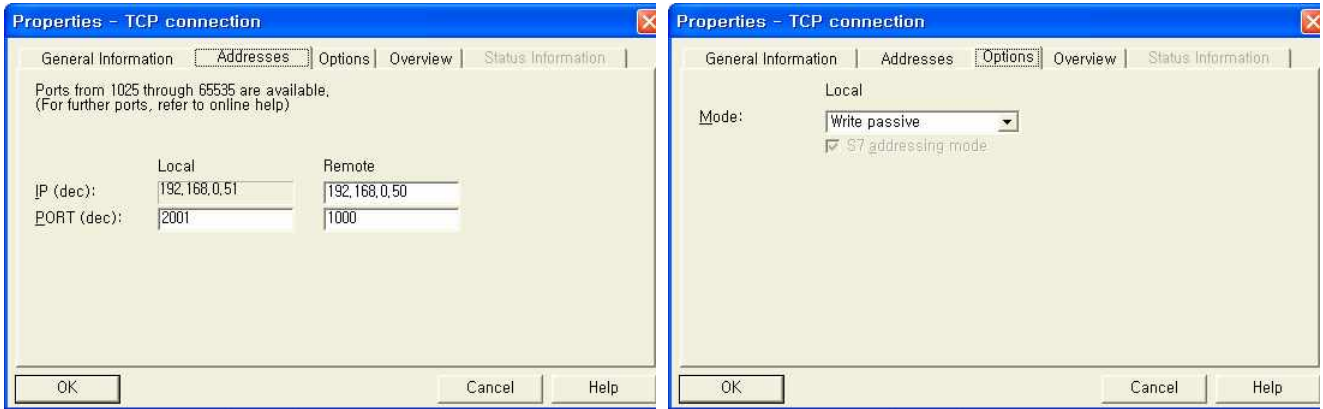 Properties - TCP connection
General Information Addresses Options Overview Status Information
Ports from 1025 through 65535 are available,
(For further ports, refer to online help)
Local Remote
IP (dec): 192,168,0,51 192,168,0,50
PORT (dec): 2001 1000
OK Cancel Help
Properties - TCP connection
General Information Addresses Options Overview Status Information
Local
Mode: Write passive
S7 addressing mode
OK Cancel Help